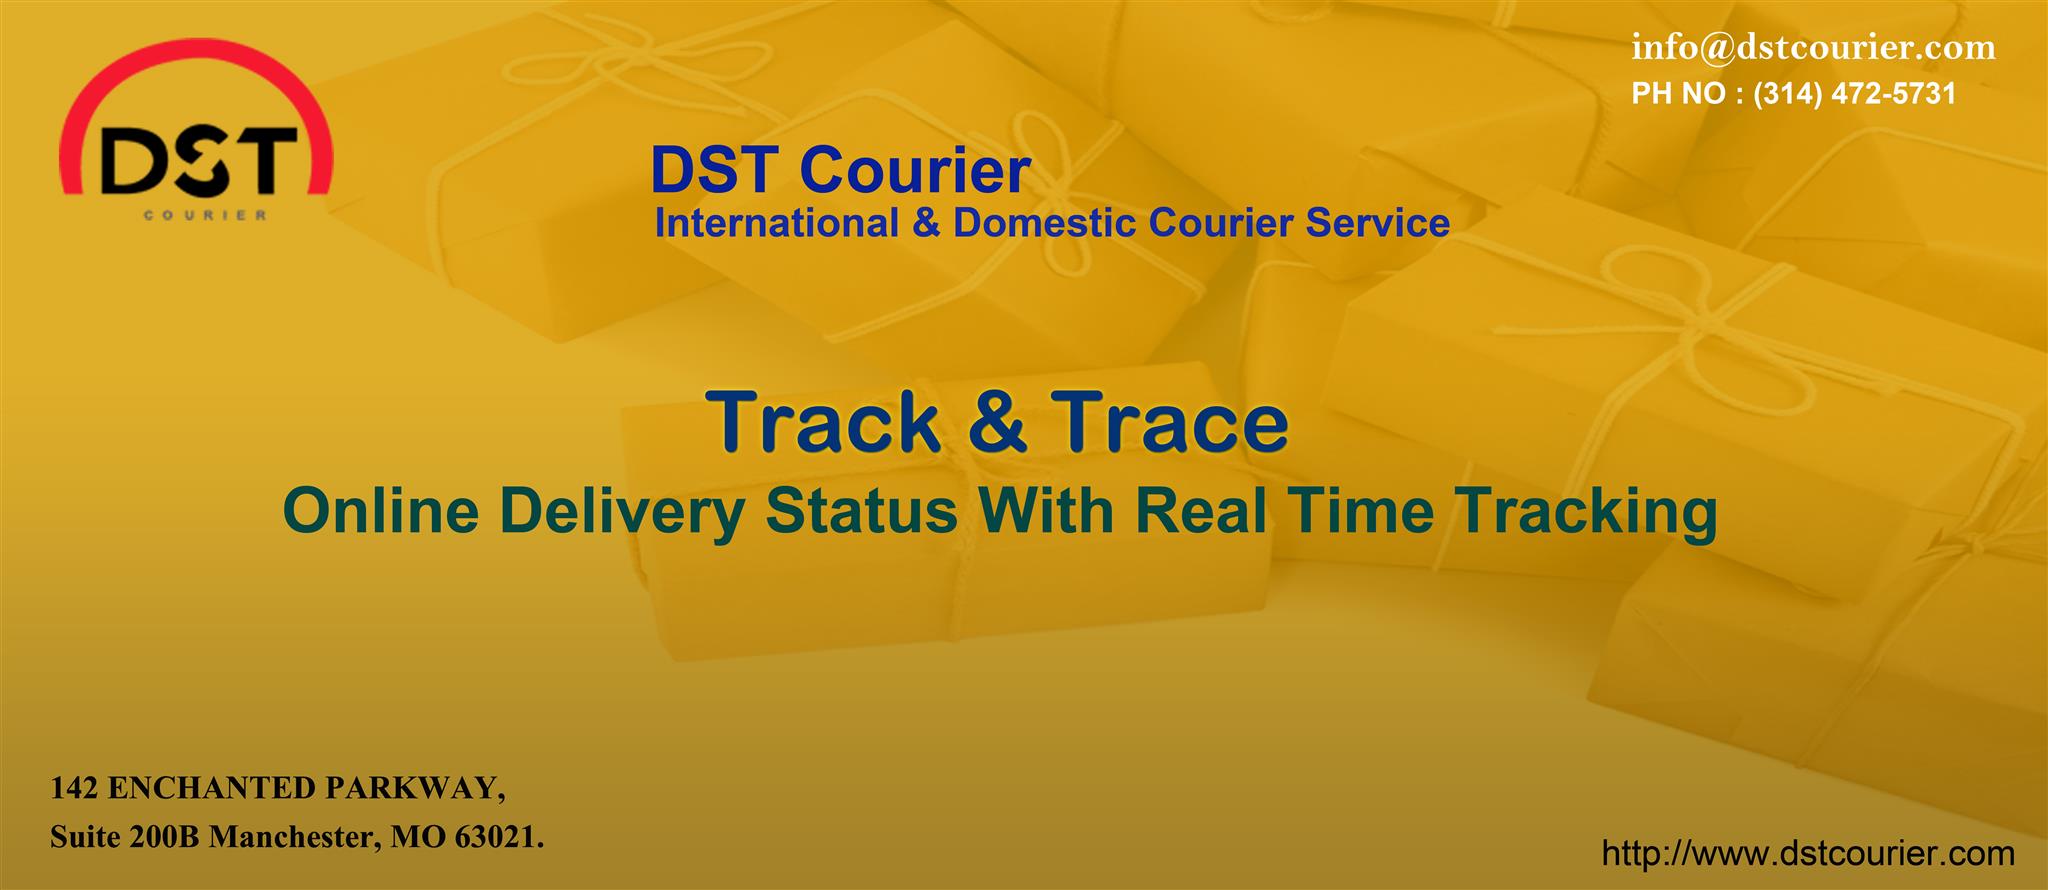 DST
COURIER
info@dstcourier.com
PH NO : (314) 472-5731
DST Courier
International & Domestic Courier Service
Track & Trace
Online Delivery Status With Real Time Tracking
142 ENCHANTED PARKWAY,
Suite 200B Manchester, MO 63021.
http://www.dstcourier.com